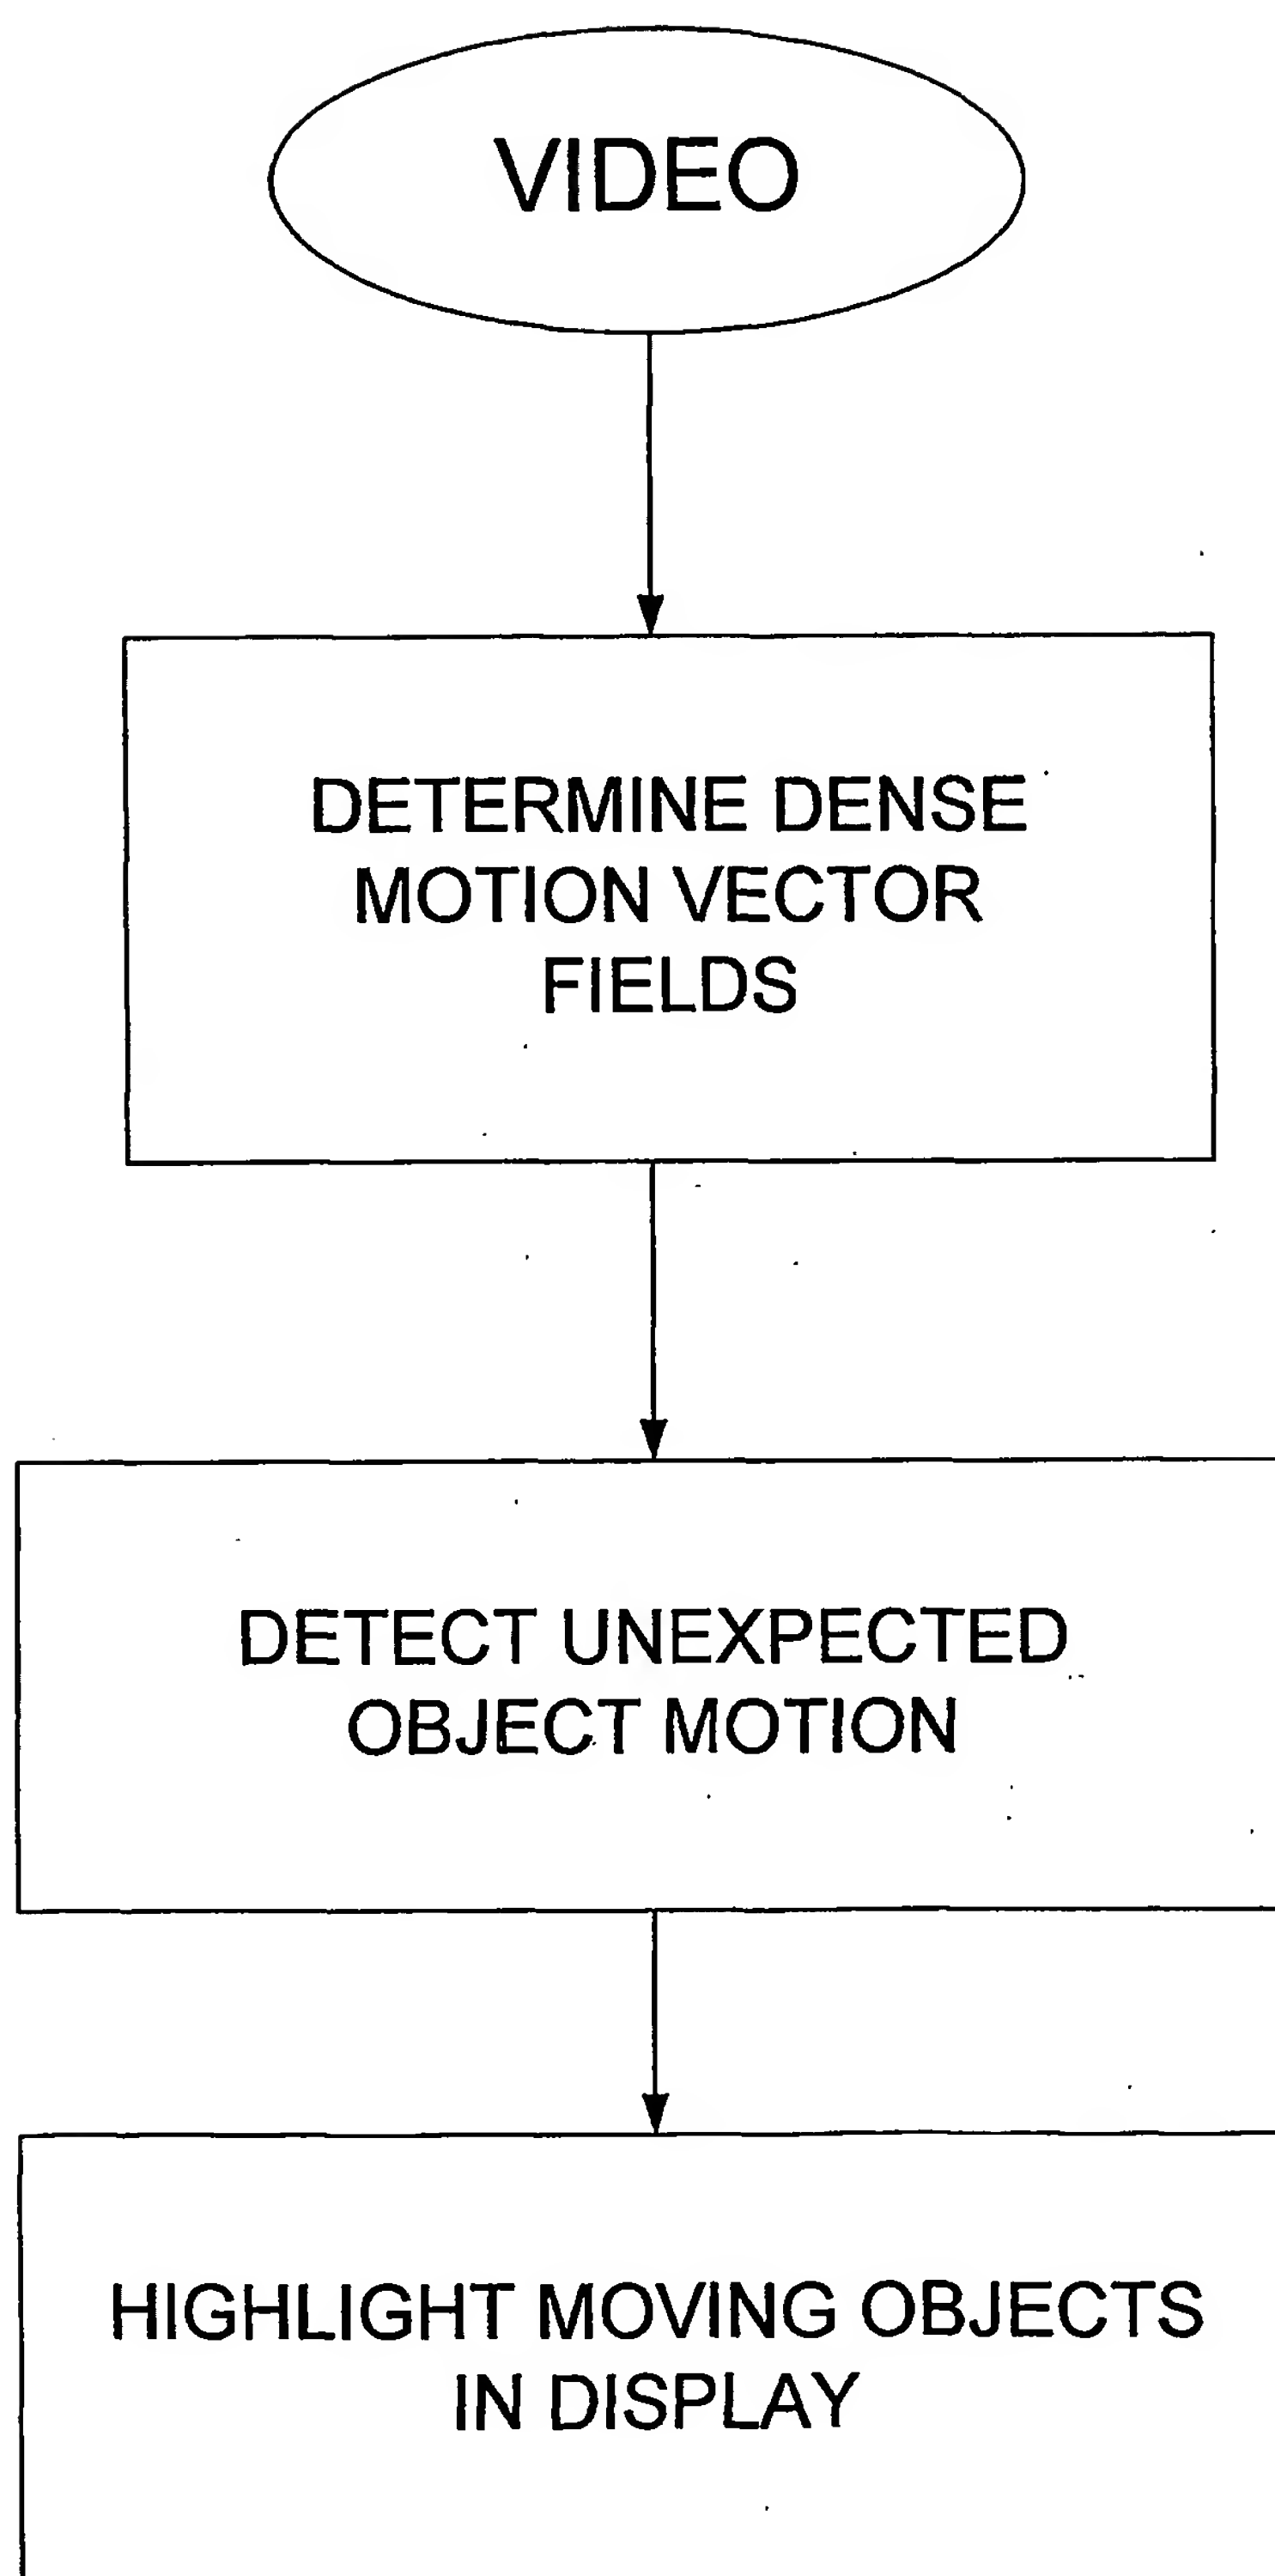 VIDEO
DETERMINE DENSE
MOTION VECTOR
FIELDS
DETECT UNEXPECTED
OBJECT MOTION
HIGHLIGHT MOVING OBJECTS
IN DISPLAY